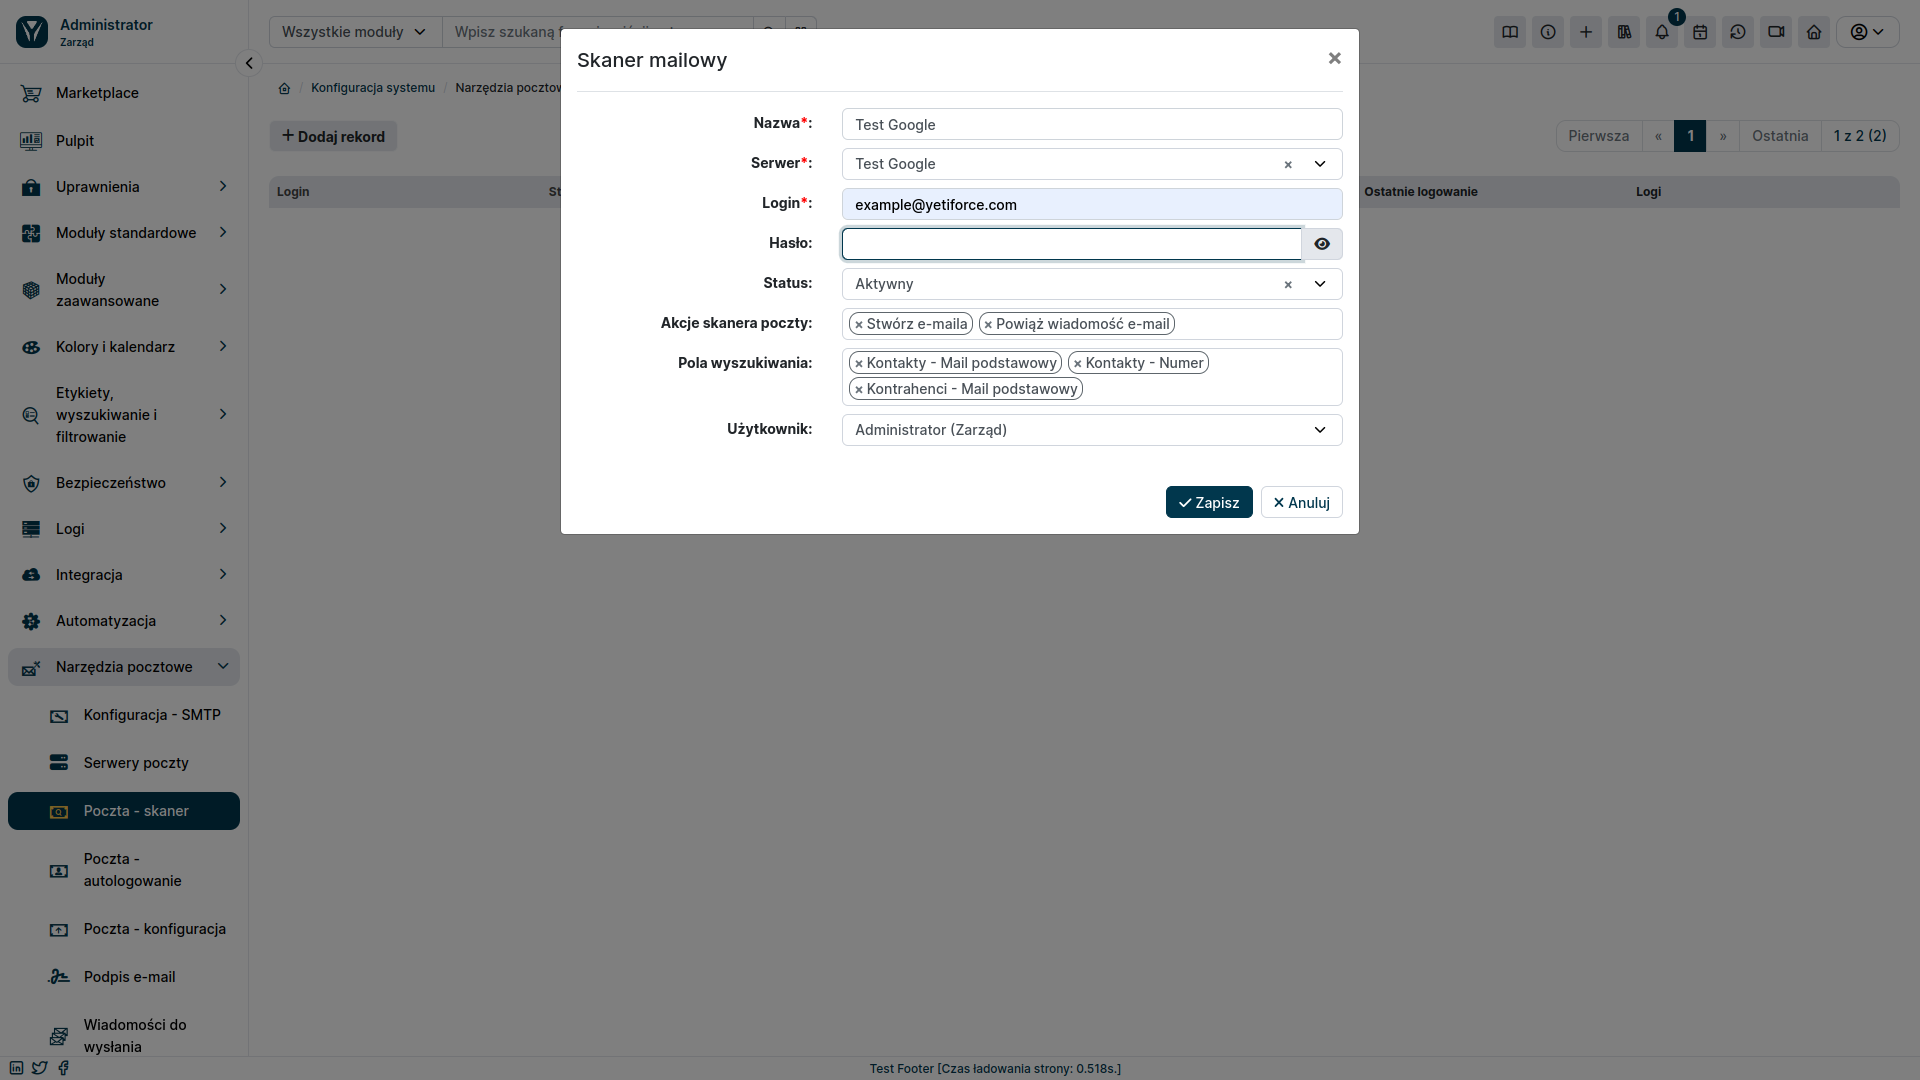 Administrator
Zarząd
Wszystkie moduły
Wpisz szukaną
1
Marketplace
Pulpit
Uprawnienia
Moduły standardowe
Moduły
zaawansowane
Kolory i kalendarz
Etykiety,
wyszukiwanie i
filtrowanie
Bezpieczeństwo
Logi
Integracja
Automatyzacja
Narzędzia pocztowe
Konfiguracja - SMTP
Serwery poczty
Poczta - skaner
Poczta -
autologowanie
Poczta - konfiguracja
Podpis e-mail
Wiadomości do
wysłania
/ Konfiguracja systemu / Narzędzia pocztow
+ Dodaj rekord
Pierwsza « 1 » Ostatnia 1 z 2 (2)
Login St Ostatnie logowanie Logi
Skaner mailowy ×
Nazwa*: Test Google
Serwer*: Test Google ×
Login*: example@yetiforce.com
Hasło:
Status: Aktywny ×
Akcje skanera poczty: × Stwórz e-maila × Powiąż wiadomość e-mail
Pola wyszukiwania: × Kontakty - Mail podstawowy × Kontakty - Numer
× Kontrahenci - Mail podstawowy
Użytkownik: Administrator (Zarząd)
Zapisz Anuluj
Test Footer [Czas ładowania strony: 0.518s.]